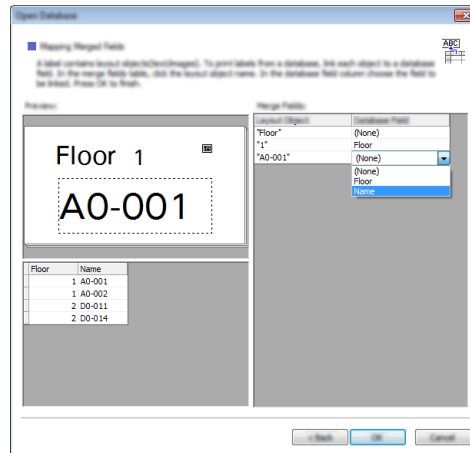 Open Database
Mapping Merged Fields
A label contains layout objects(text/images). To print labels from a database, link each object to a database
field. In the merge fields table, click the layout object name. In the database field column choose the field to
be linked. Press OK to finish.
ABC
Preview:
Merge Fields:
Layout Object Database Field
"Floor" (None)
"1" Floor
"A0-001" (None)
(None)
Floor
Name
Floor 1
A0-001
Floor Name
1 A0-001
1 A0-002
2 D0-011
2 D0-014
< Back OK Cancel